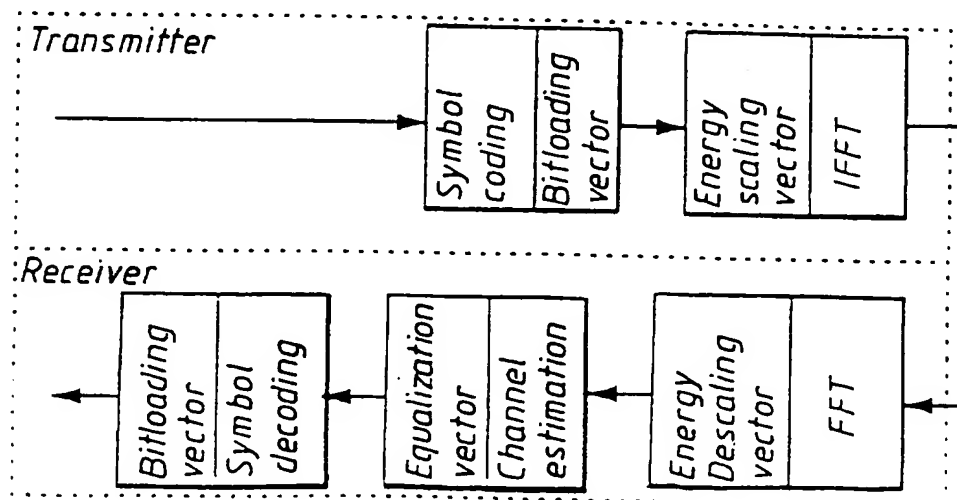 Transmitter
Symbol
coding
Bitloading
vector
Energy
scaling
vector
IFFT
Receiver
Bitloading
vector
Symbol
decoding
Equalization
vector
Channel
estimation
Energy
Descaling
vector
FFT